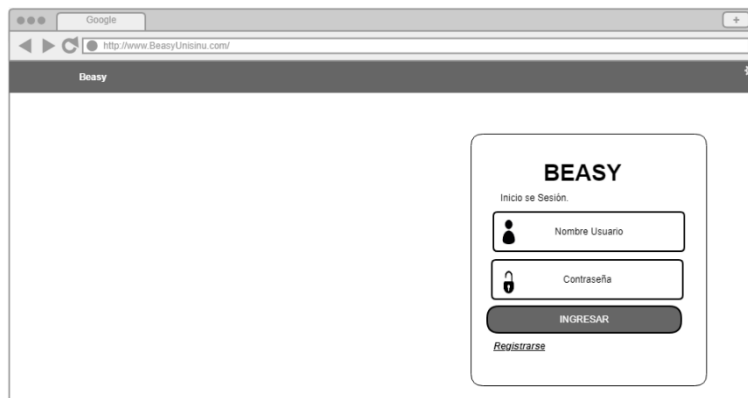 Google
http://www.BeasyUnisinu.com/
Beasy
BEASY
Inicio se Sesión.
Nombre Usuario
Contraseña
INGRESAR
Registrarse